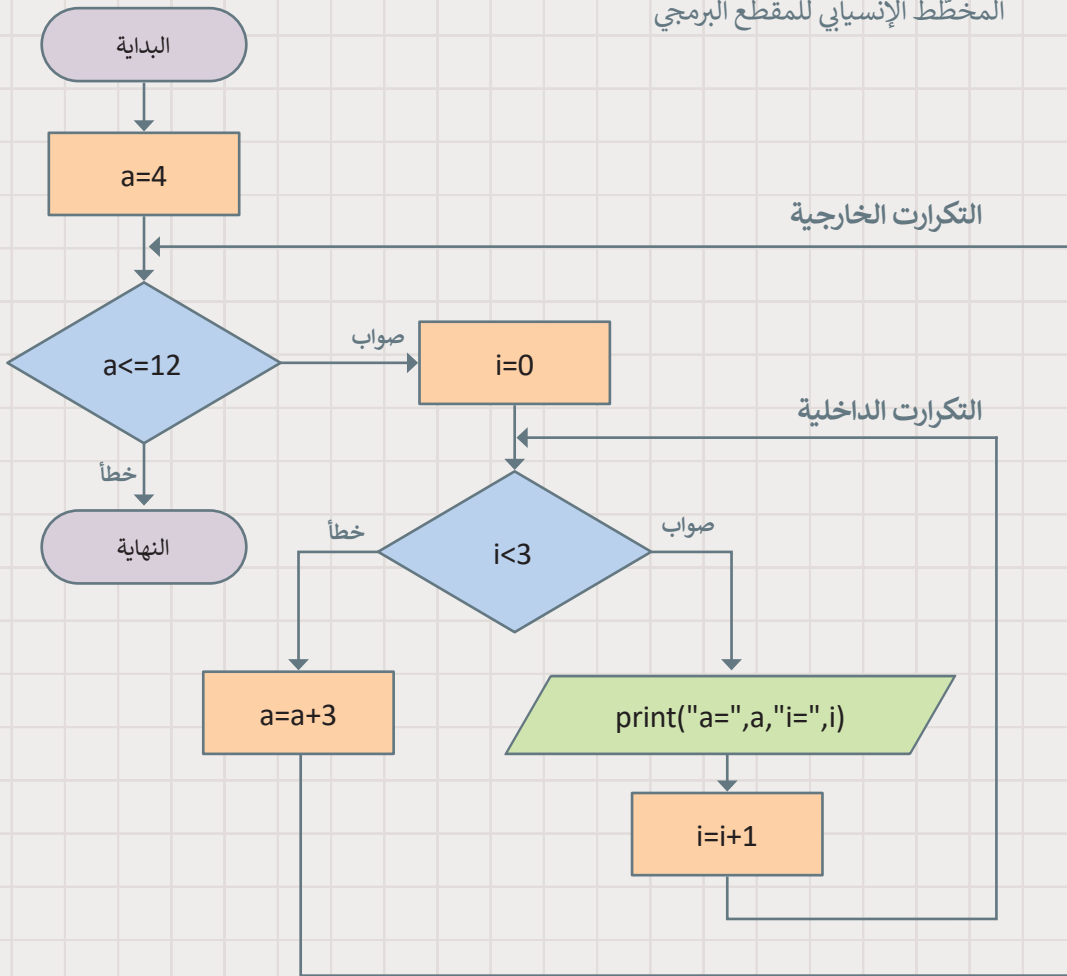 المخطّط الإنسيابي للمقطع البرمجي
البداية
a=4
التكرارت الخارجية
a<=12
صواب
i=0
التكرارت الداخلية
خطأ
النهاية
خطأ
i<3
صواب
a=a+3
print("a=",a,"i=",i)
i=i+1